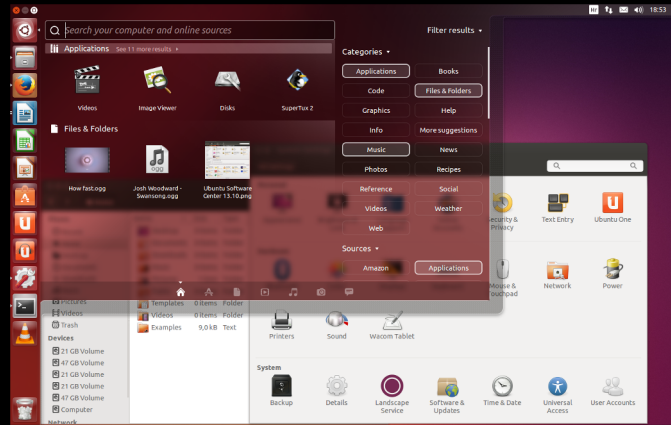 Hr
18:53
Search your computer and online sources
Filter results
Applications See 11 more results
Videos
Image Viewer
Disks
SuperTux 2
Files & Folders
How fast.ogg
ogg
Josh Woodward - Swansong.ogg
Ubuntu Software Center 13.10.png
Categories
Applications
Books
Code
Files & Folders
Graphics
Help
Info
More suggestions
Music
News
Photos
Recipes
Reference
Social
Videos
Weather
Web
Sources
Amazon
Applications
Pictures
Videos
Trash
Devices
21 GB Volume
47 GB Volume
21 GB Volume
21 GB Volume
47 GB Volume
Computer
Network
Templates 0 items Folder
Videos 0 items Folder
Examples 9,0 kB Text
Security & Privacy
Text Entry
Ubuntu One
Mouse & Touchpad
Network
Power
Printers
Sound
Wacom Tablet
System
Backup
Details
Landscape Service
Software & Updates
Time & Date
Universal Access
User Accounts